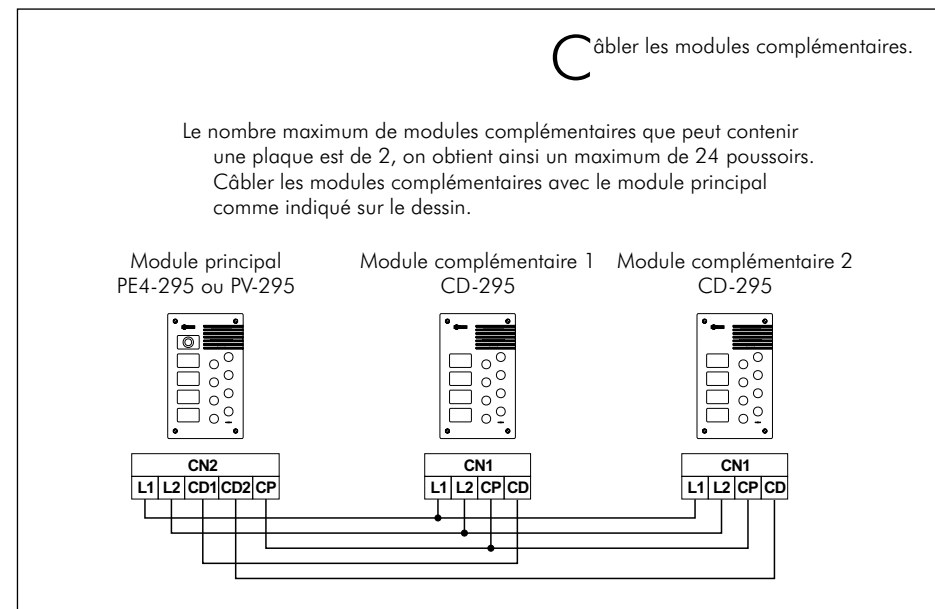 Câbler les modules complémentaires.
Le nombre maximum de modules complémentaires que peut contenir
une plaque est de 2, on obtient ainsi un maximum de 24 poussoirs.
Câbler les modules complémentaires avec le module principal
comme indiqué sur le dessin.
Module principal
PE4-295 ou PV-295
Module complémentaire 1
CD-295
Module complémentaire 2
CD-295
CN2
L1 L2 CD1 CD2 CP
CN1
L1 L2 CP CD
CN1
L1 L2 CP CD